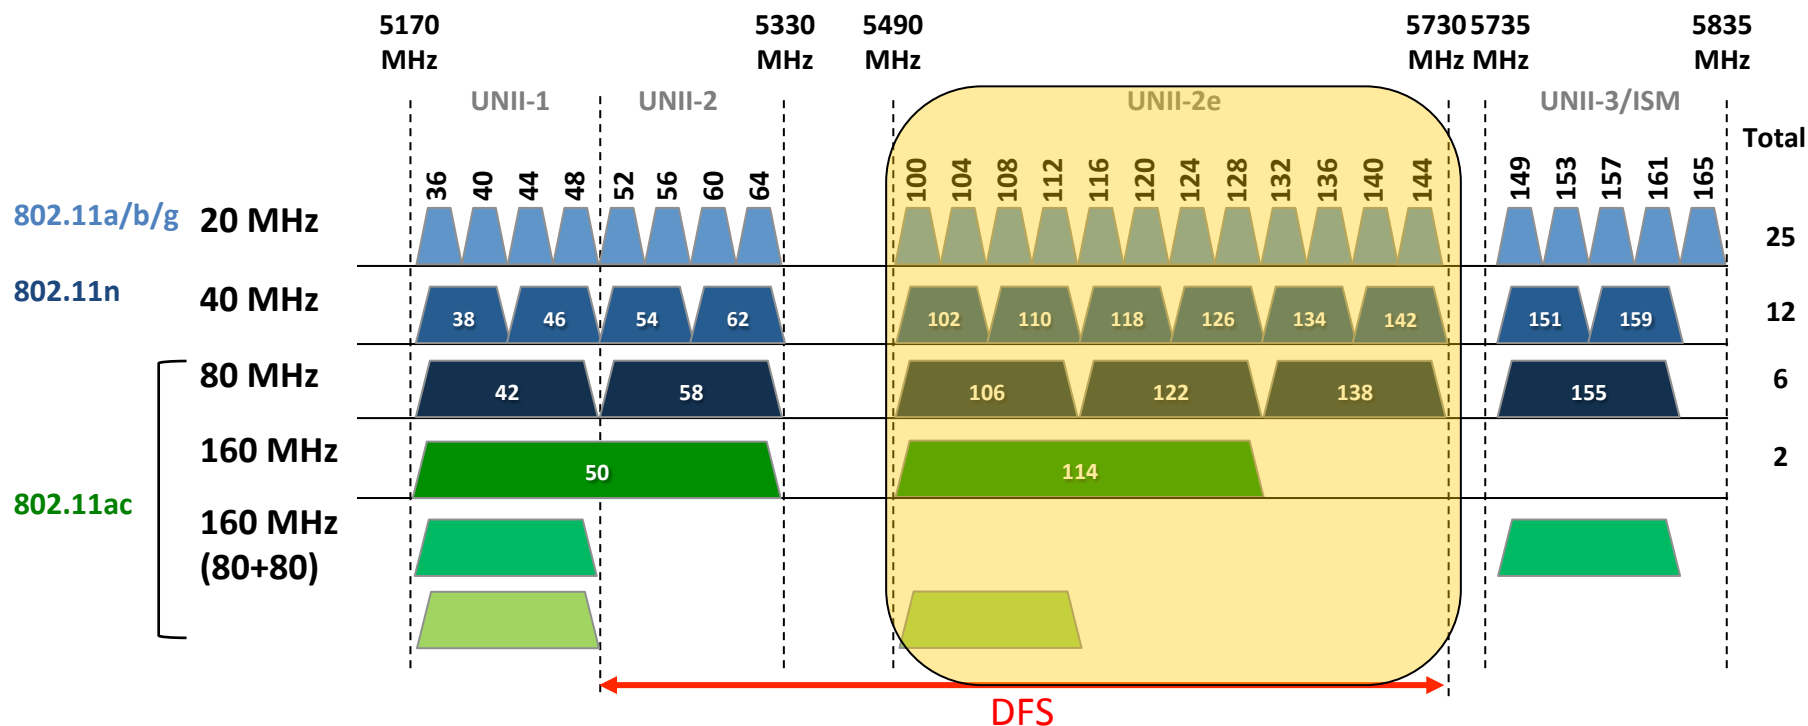 5170 5330 5490 5730 5735 5835
MHz MHz MHz MHz MHz MHz
UNII-1 UNII-2 UNII-2e UNII-3/ISM
Total
36 40 44 48 52 56 60 64 100 104 108 112 116 120 124 128 132 136 140 144 149 153 157 161 165
802.11a/b/g 20 MHz 25
802.11n 40 MHz 38 46 54 62 102 110 118 126 134 142 151 159 12
80 MHz 42 58 106 122 138 155 6
160 MHz 50 114 2
802.11ac
160 MHz
(80+80)
DFS